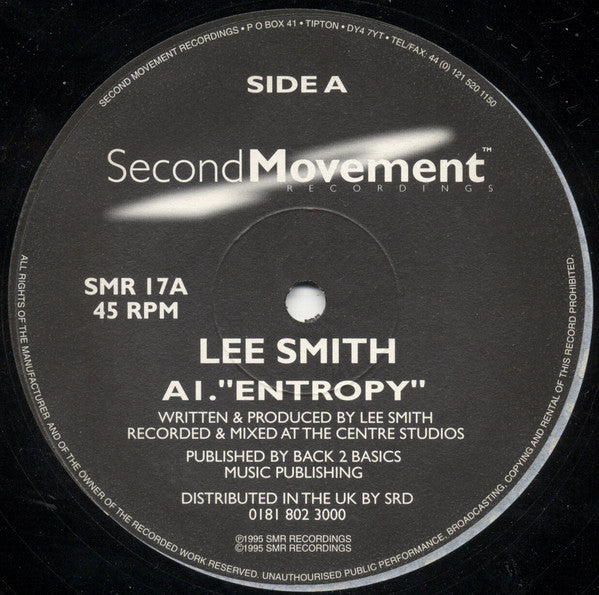 SECOND MOVEMENT RECORDINGS • P O BOX 41 • TIPTON • DY4 7YT • TEL/FAX: 44 (0) 121 520 1150
SIDE A
SecondMovement™
RECORDINGS
SMR 17A
45 RPM
LEE SMITH
A1."ENTROPY"
WRITTEN & PRODUCED BY LEE SMITH
RECORDED & MIXED AT THE CENTRE STUDIOS
PUBLISHED BY BACK 2 BASICS
MUSIC PUBLISHING
DISTRIBUTED IN THE UK BY SRD
0181 802 3000
℗1995 SMR RECORDINGS
©1995 SMR RECORDINGS
ALL RIGHTS OF THE MANUFACTURER AND OF THE OWNER OF THE RECORDED WORK RESERVED. UNAUTHORISED PUBLIC PERFORMANCE, BROADCASTING, COPYING AND RENTAL OF THIS RECORD PROHIBITED.